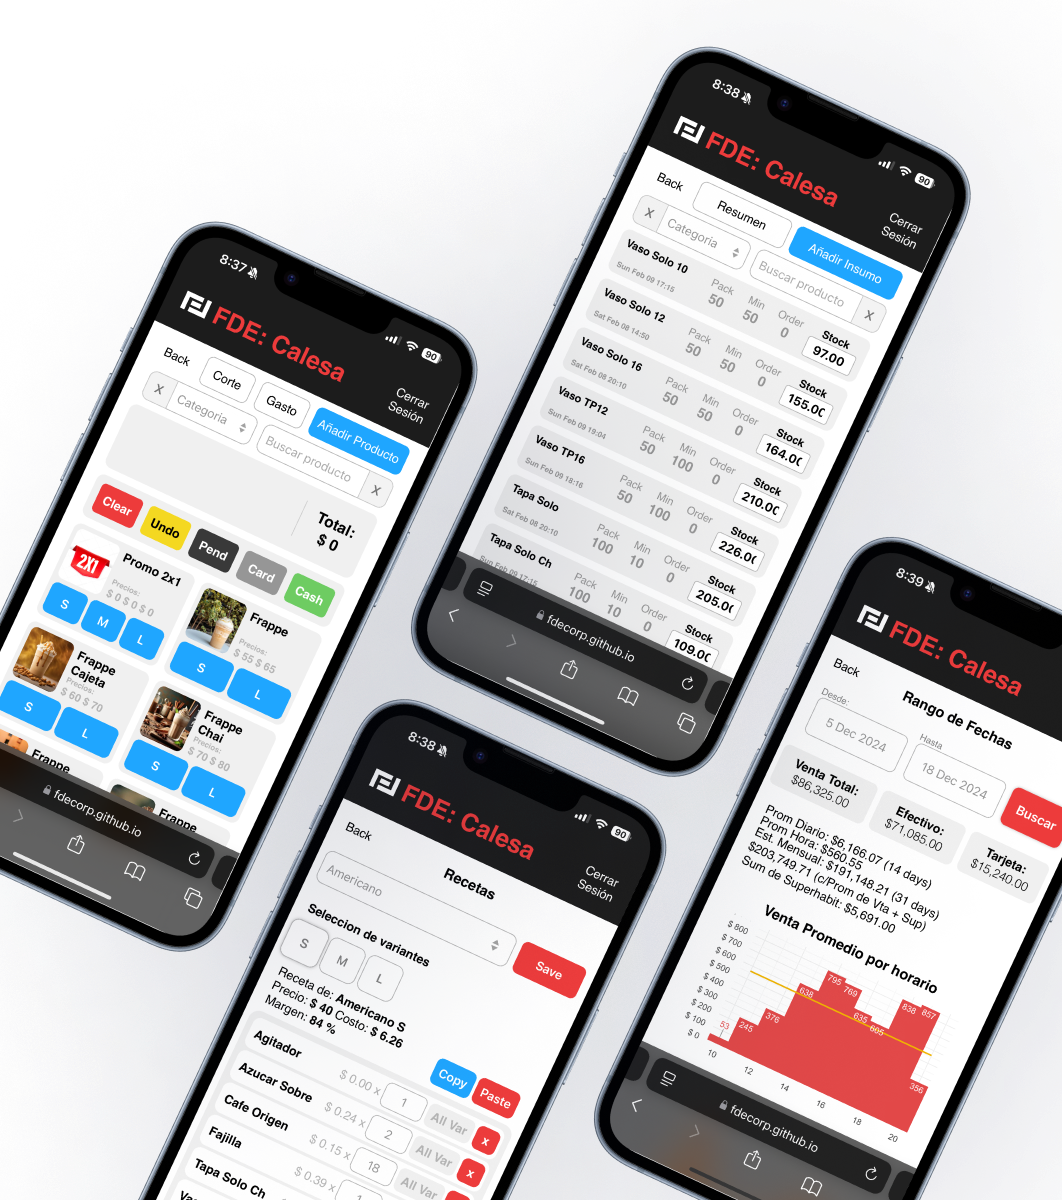 8:38
90
FDE: Calesa
Cerrar
Sesión
Back
Resumen
Añadir Insumo
X
Categoría
Buscar producto
X
Vaso Solo 10
Sun Feb 09 17:15
Pack
50
Min
50
Order
0
Stock
97.00
Vaso Solo 12
Sat Feb 08 14:50
Pack
50
Min
50
Order
0
Stock
155.00
Vaso Solo 16
Sat Feb 08 20:10
Pack
50
Min
50
Order
0
Stock
164.00
Vaso TP12
Sun Feb 09 19:04
Pack
50
Min
100
Order
0
Stock
210.00
Vaso TP16
Sun Feb 09 18:16
Pack
50
Min
100
Order
0
Stock
226.00
Tapa Solo
Sat Feb 08 20:10
Pack
100
Min
10
Order
0
Stock
205.00
Tapa Solo Ch
Sun Feb 09 17:15
Pack
100
Min
10
Order
0
Stock
109.00
fdecorp.github.io
8:37
90
FDE: Calesa
Cerrar
Sesión
Back
Corte
Gasto
Añadir Producto
X
Categoría
Buscar producto
X
Total:
$ 0
Clear
Undo
Pend
Card
Cash
2X1
Promo 2x1
Precios:
$ 0 $ 0 $ 0
S
M
L
Frappe
Precios:
$ 55 $ 65
S
L
Frappe
Cajeta
Precios:
$ 60 $ 70
S
L
Frappe
Chai
Precios:
$ 70 $ 80
S
L
Frappe
Frappe
fdecorp.github.io
8:38
90
FDE: Calesa
Cerrar
Sesión
Back
Recetas
Americano
Save
Seleccion de variantes
S
M
L
Receta de: Americano S
Precio: $ 40 Costo: $ 6.26
Margen: 84 %
Copy
Paste
Agitador
$ 0.00 x
1
All Var
x
Azucar Sobre
$ 0.24 x
2
All Var
x
Cafe Origen
$ 0.15 x
18
All Var
Fajilla
$ 0.39 x
1
Tapa Solo Ch
8:39
FDE: Calesa
Back
Rango de Fechas
Desde:
5 Dec 2024
Hasta
18 Dec 2024
Buscar
Venta Total:
$86,325.00
Efectivo:
$71,085.00
Tarjeta:
$15,240.00
Prom Diario: $6,166.07 (14 days)
Prom Hora: $560.55
Est. Mensual: $191,148.21 (31 days)
$203,749.71 (c/Prom de Vta + Sup)
Sum de Superhabit: $5,691.00
Venta Promedio por horario
$ 800
$ 700
$ 600
$ 500
$ 400
$ 300
$ 200
$ 100
$ 0
53
245
376
638
795
769
635
605
838
857
356
10
12
14
16
18
20
fdecorp.github.io